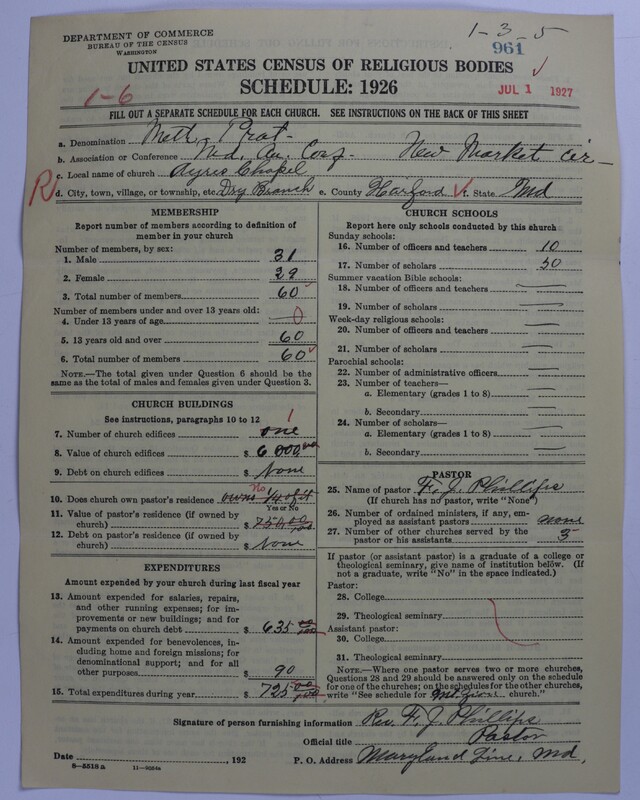 DEPARTMENT OF COMMERCE
BUREAU OF THE CENSUS
WASHINGTON
1-3-5
961
UNITED STATES CENSUS OF RELIGIOUS BODIES
SCHEDULE: 1926
JUL 1 1927
1-6
FILL OUT A SEPARATE SCHEDULE FOR EACH CHURCH. SEE INSTRUCTIONS ON THE BACK OF THIS SHEET
a. Denomination Meth. Prot.
b. Association or Conference Md. An. Conf. New Market cir-
c. Local name of church Ayres Chapel
R d. City, town, village, or township, etc. Dry Branch e. County Harford f. State Md
MEMBERSHIP
Report number of members according to definition of
member in your church
Number of members, by sex:
1. Male 31
2. Female 29
3. Total number of members 60
Number of members under and over 13 years old:
4. Under 13 years of age 0
5. 13 years old and over 60
6. Total number of members 60
NOTE.—The total given under Question 6 should be
same as the total of males and females given under Question 3.
CHURCH BUILDINGS
See instructions, paragraphs 10 to 12
1
7. Number of church edifices one
8. Value of church edifices $ 6000.00
9. Debt on church edifices $ None
No
10. Does church own pastor's residence owns 1/4 of it
Yes or No
11. Value of pastor's residence (if owned by
church) $ 750.00
12. Debt on pastor's residence (if owned by
church) $ None
EXPENDITURES
Amount expended by your church during last fiscal year
13. Amount expended for salaries, repairs,
and other running expenses; for im-
provements or new buildings; and for
payments on church debt $ 635.00
14. Amount expended for benevolences, in-
cluding home and foreign missions; for
denominational support; and for all
other purposes $ 90
15. Total expenditures during year $ 725.00
CHURCH SCHOOLS
Report here only schools conducted by this church
Sunday schools:
16. Number of officers and teachers 10
17. Number of scholars 50
Summer vacation Bible schools:
18. Number of officers and teachers
19. Number of scholars
Week-day religious schools:
20. Number of officers and teachers
21. Number of scholars
Parochial schools:
22. Number of administrative officers
23. Number of teachers—
a. Elementary (grades 1 to 8)
b. Secondary
24. Number of scholars—
a. Elementary (grades 1 to 8)
b. Secondary
PASTOR
25. Name of pastor F. J. Phillips
(If church has no pastor, write "None")
26. Number of ordained ministers, if any, em-
ployed as assistant pastors none
27. Number of other churches served by the
pastor or his assistants 3
If pastor (or assistant pastor) is a graduate of a college or
theological seminary, give name of institution below. (If
not a graduate, write "No" in the space indicated.)
Pastor:
28. College
29. Theological seminary
Assistant pastor:
30. College
31. Theological seminary
NOTE.—Where one pastor serves two or more churches,
Questions 28 and 29 should be answered only on the schedule
for one of the churches; on the schedules for the other churches,
write "See schedule for Mt. Zion church."
Signature of person furnishing information Rev. F. J. Phillips
Official title Pastor
Date , 192 P. O. Address Maryland Line, Md.
8—5518 a